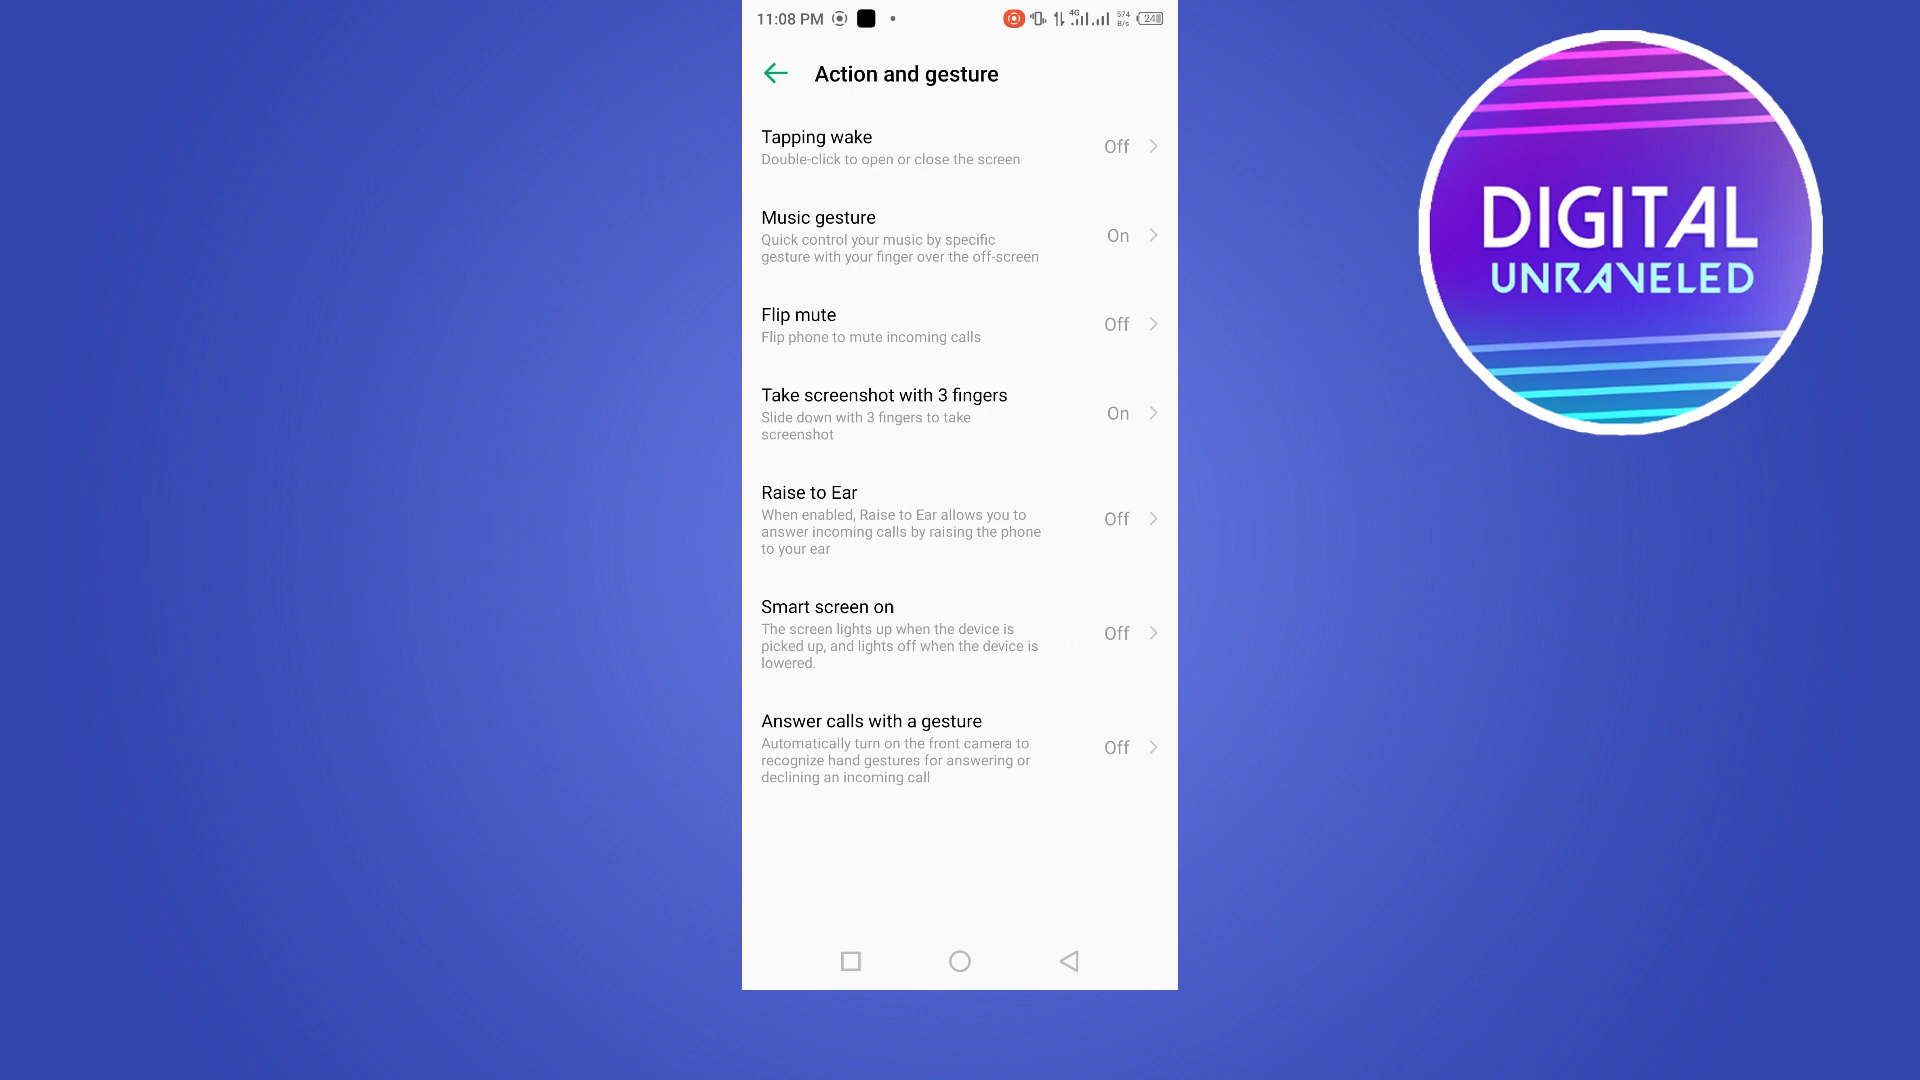 11:08 PM
4G
574
B/s
24
Action and gesture
Tapping wake
Double-click to open or close the screen
Off
Music gesture
Quick control your music by specific
gesture with your finger over the off-screen
On
Flip mute
Flip phone to mute incoming calls
Off
Take screenshot with 3 fingers
Slide down with 3 fingers to take
screenshot
On
Raise to Ear
When enabled, Raise to Ear allows you to
answer incoming calls by raising the phone
to your ear
Off
Smart screen on
The screen lights up when the device is
picked up, and lights off when the device is
lowered.
Off
Answer calls with a gesture
Automatically turn on the front camera to
recognize hand gestures for answering or
declining an incoming call
Off
DIGITAL
UNRAVELED